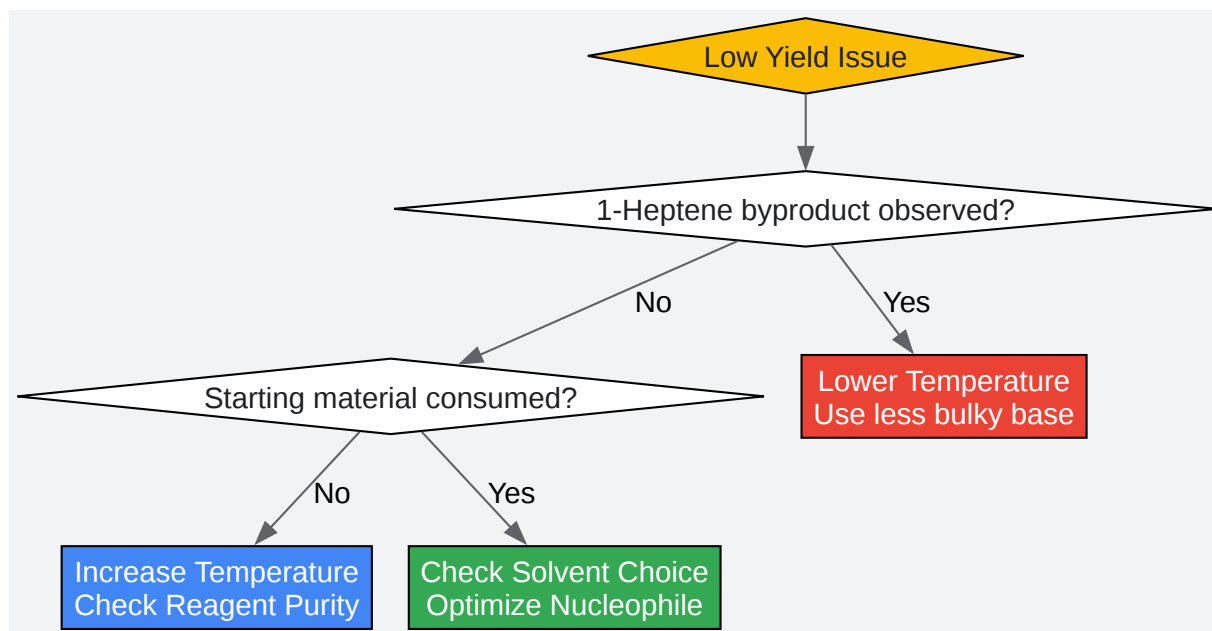 Low Yield Issue
1-Heptene byproduct observed?
No
Yes
Starting material consumed?
Lower Temperature
Use less bulky base
No
Yes
Increase Temperature
Check Reagent Purity
Check Solvent Choice
Optimize Nucleophile